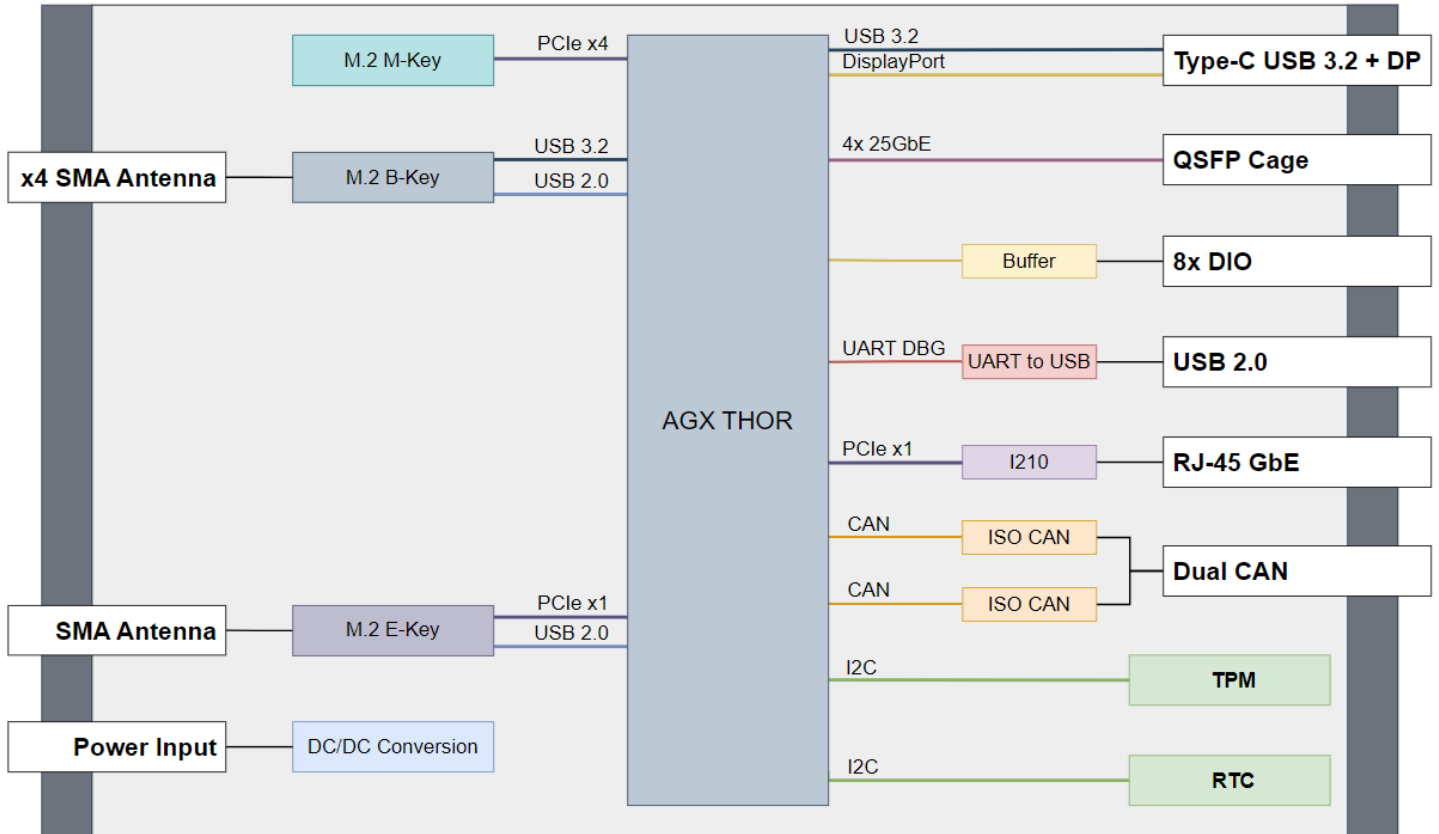 M.2 M-Key
PCIe x4
x4 SMA Antenna
M.2 B-Key
USB 3.2
USB 2.0
SMA Antenna
M.2 E-Key
PCIe x1
USB 2.0
Power Input
DC/DC Conversion
AGX THOR
USB 3.2
DisplayPort
Type-C USB 3.2 + DP
4x 25GbE
QSFP Cage
Buffer
8x DIO
UART DBG
UART to USB
USB 2.0
PCIe x1
I210
RJ-45 GbE
CAN
ISO CAN
CAN
ISO CAN
Dual CAN
I2C
TPM
I2C
RTC